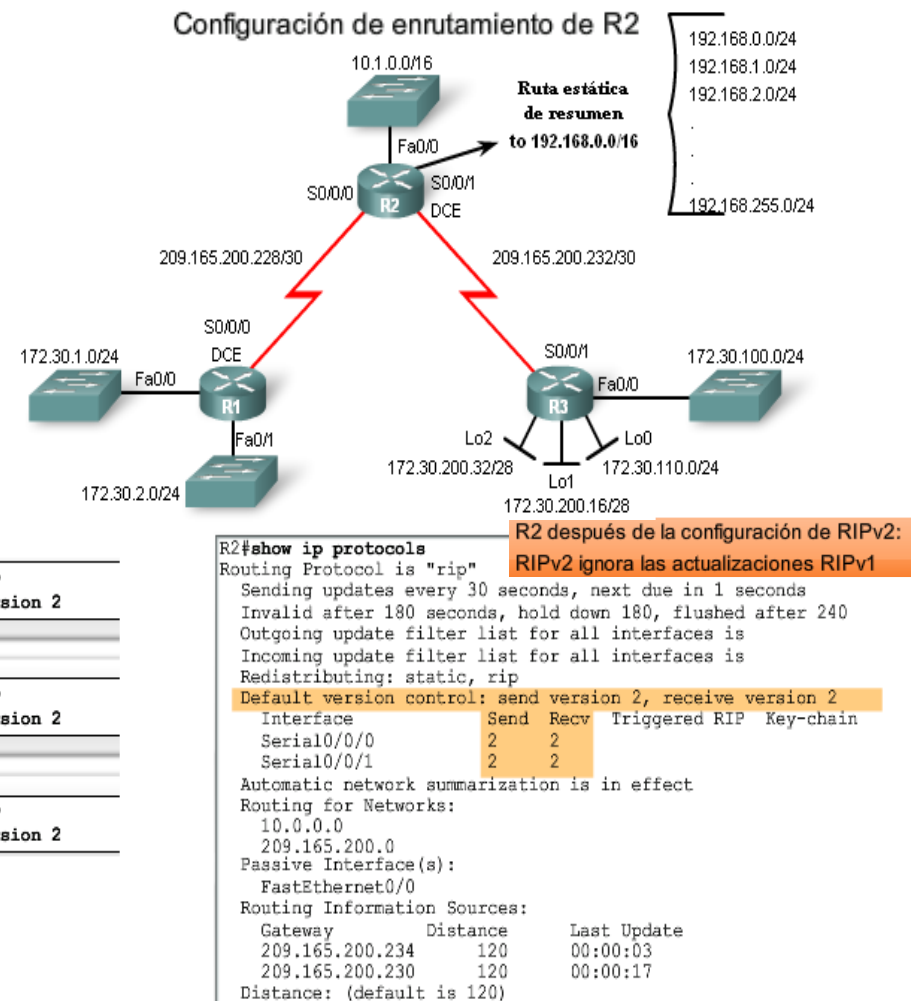 Configuración de enrutamiento de R2
192.168.0.0/24
192.168.1.0/24
192.168.2.0/24
.
.
.
192.168.255.0/24
10.1.0.0/16
Ruta estática
de resumen
to 192.168.0.0/16
Fa0/0
S0/0/0
R2
S0/0/1
DCE
209.165.200.228/30
209.165.200.232/30
S0/0/0
DCE
172.30.1.0/24
Fa0/0
R1
Fa0/1
172.30.2.0/24
S0/0/1
172.30.100.0/24
Fa0/0
R3
Lo2
Lo0
172.30.200.32/28
172.30.110.0/24
Lo1
172.30.200.16/28
R2 después de la configuración de RIPv2:
RIPv2 ignora las actualizaciones RIPv1
sion 2
sion 2
sion 2
R2#show ip protocols
Routing Protocol is "rip"
Sending updates every 30 seconds, next due in 1 seconds
Invalid after 180 seconds, hold down 180, flushed after 240
Outgoing update filter list for all interfaces is
Incoming update filter list for all interfaces is
Redistributing: static, rip
Default version control: send version 2, receive version 2
Interface Send Recv Triggered RIP Key-chain
Serial0/0/0 2 2
Serial0/0/1 2 2
Automatic network summarization is in effect
Routing for Networks:
10.0.0.0
209.165.200.0
Passive Interface(s):
FastEthernet0/0
Routing Information Sources:
Gateway Distance Last Update
209.165.200.234 120 00:00:03
209.165.200.230 120 00:00:17
Distance: (default is 120)